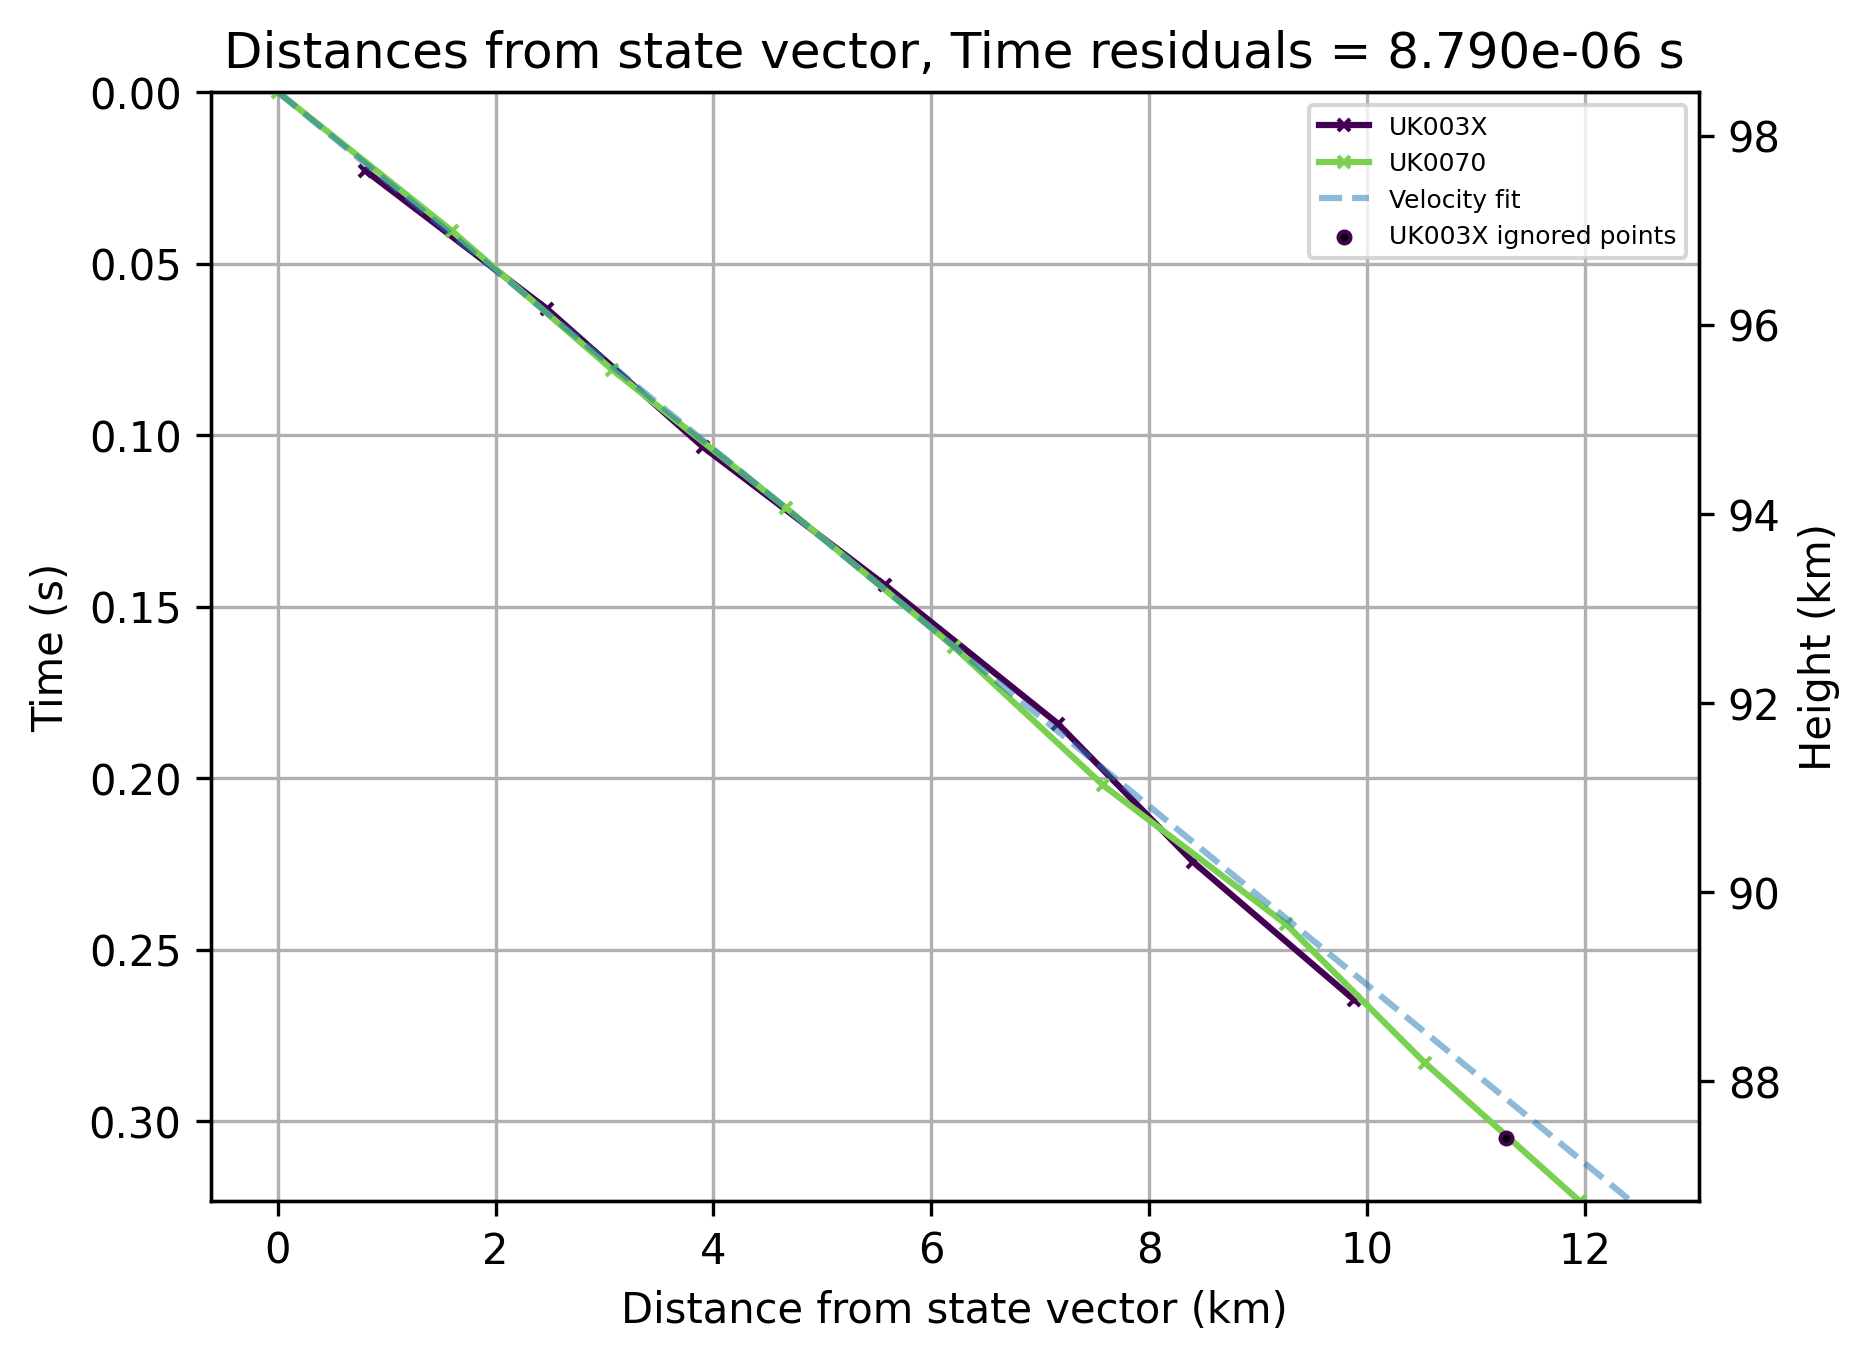 Distances from state vector, Time residuals = 8.790e-06 s
UK003X
UK0070
Velocity fit
UK003X ignored points
0.00
0.05
0.10
0.15
0.20
0.25
0.30
Time (s)
98
96
94
92
90
88
Height (km)
0 2 4 6 8 10 12
Distance from state vector (km)